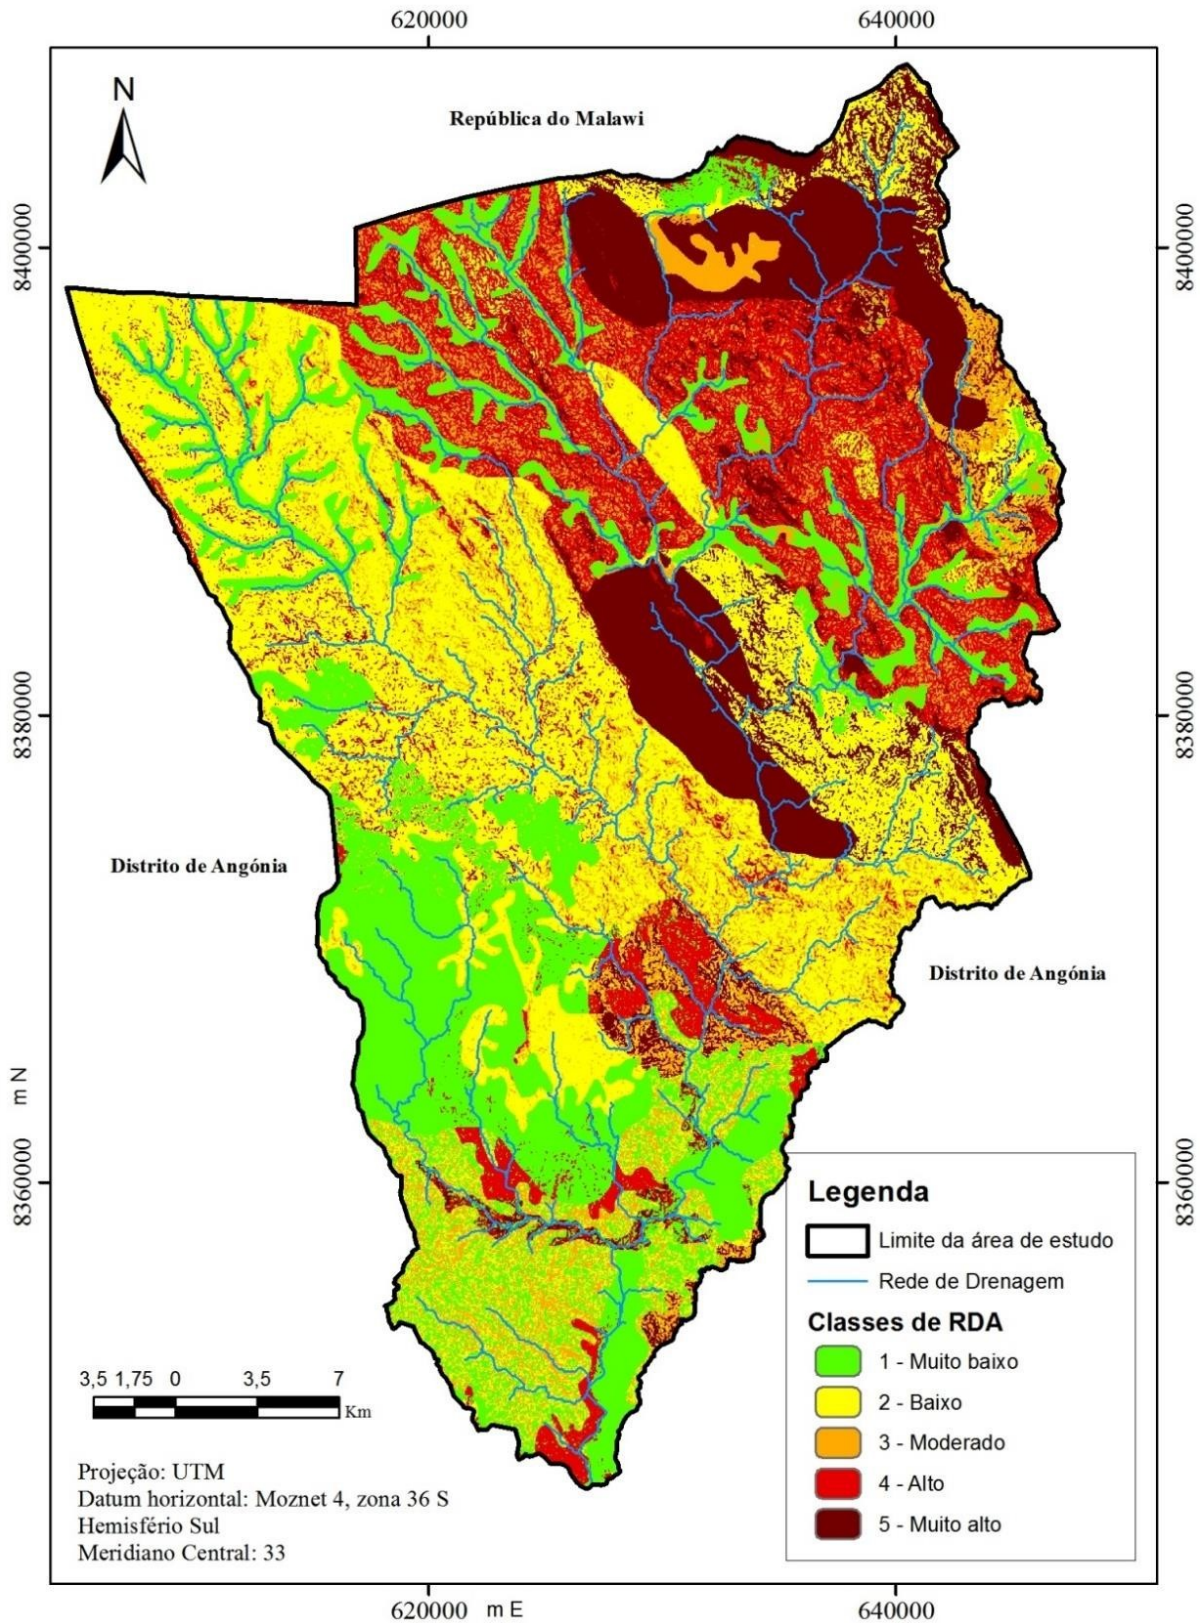 620000
640000
N
República do Malawi
8400000
8400000
8380000
8380000
Distrito de Angónia
Distrito de Angónia
m N
8360000
8360000
Legenda
Limite da área de estudo
Rede de Drenagem
Classes de RDA
1 - Muito baixo
2 - Baixo
3 - Moderado
4 - Alto
5 - Muito alto
3,5 1,75 0 3,5 7
Km
Projeção: UTM
Datum horizontal: Moznet 4, zona 36 S
Hemisfério Sul
Meridiano Central: 33
620000 m E
640000